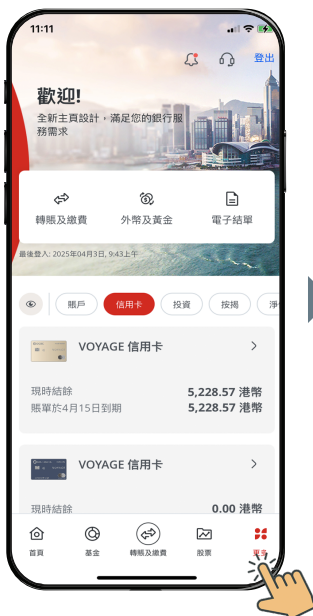 11:11
登出
歡迎!
全新主頁設計，滿足您的銀行服
務需求
轉賬及繳費
外幣及黃金
電子結單
最後登入: 2025年04月3日, 9:43上午
賬戶
信用卡
投資
按揭
VOYAGE 信用卡
現時結餘
5,228.57 港幣
賬單於4月15日到期
5,228.57 港幣
VOYAGE 信用卡
現時結餘
0.00 港幣
首頁
基金
轉賬及繳費
股票
更多